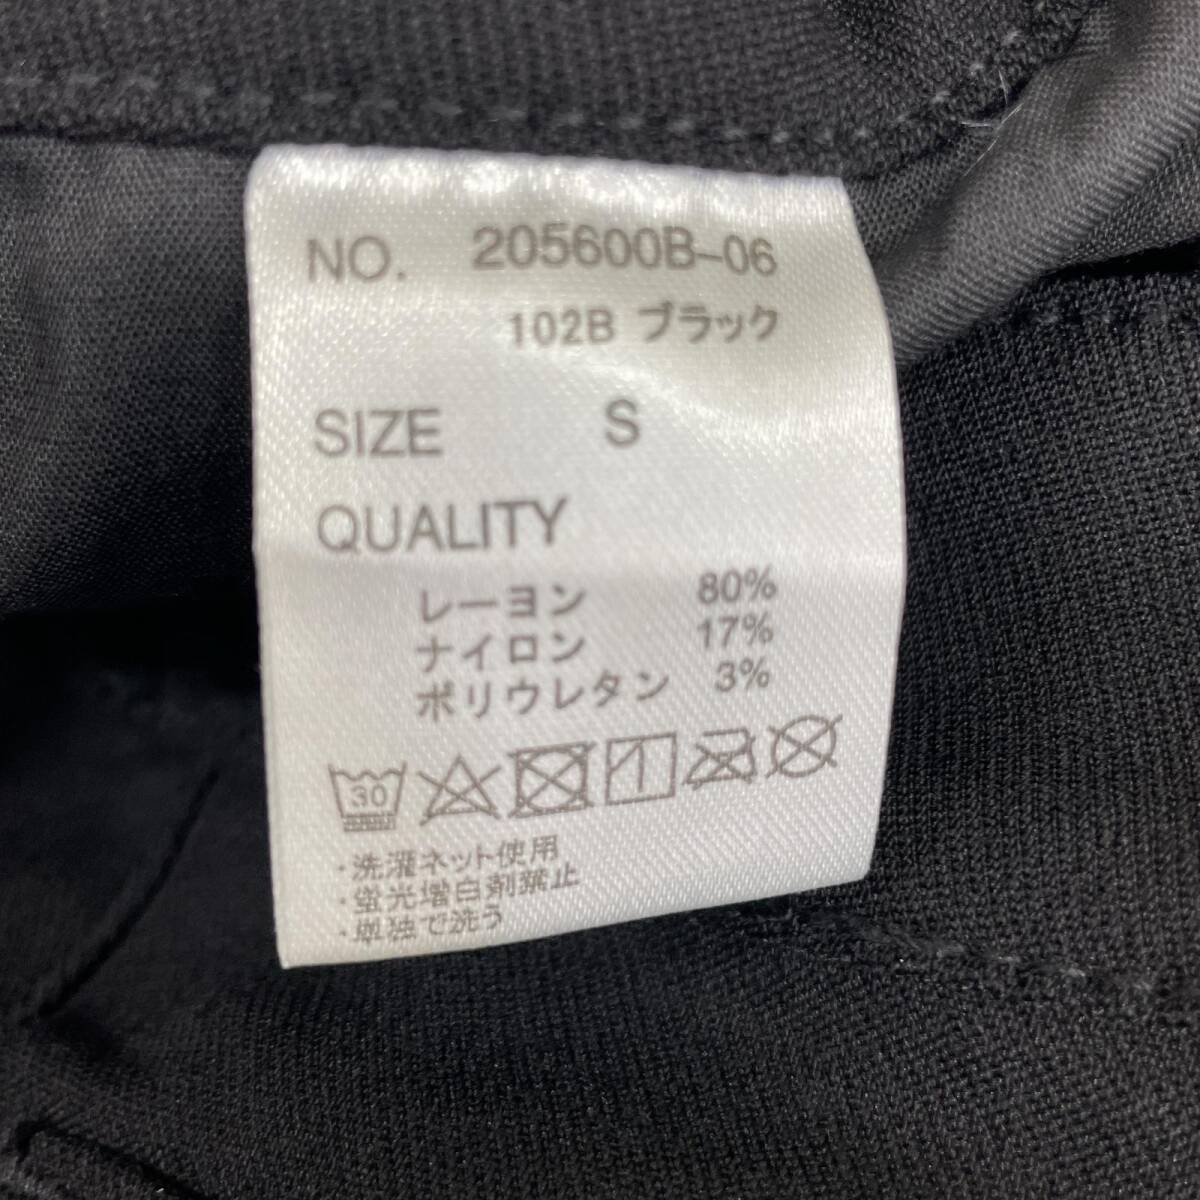 NO. 205600B-06
102B ブラック
SIZE S
QUALITY
レーヨン 80%
ナイロン 17%
ポリウレタン 3%
30
・洗濯ネット使用
・蛍光増白剤禁止
・単独で洗う